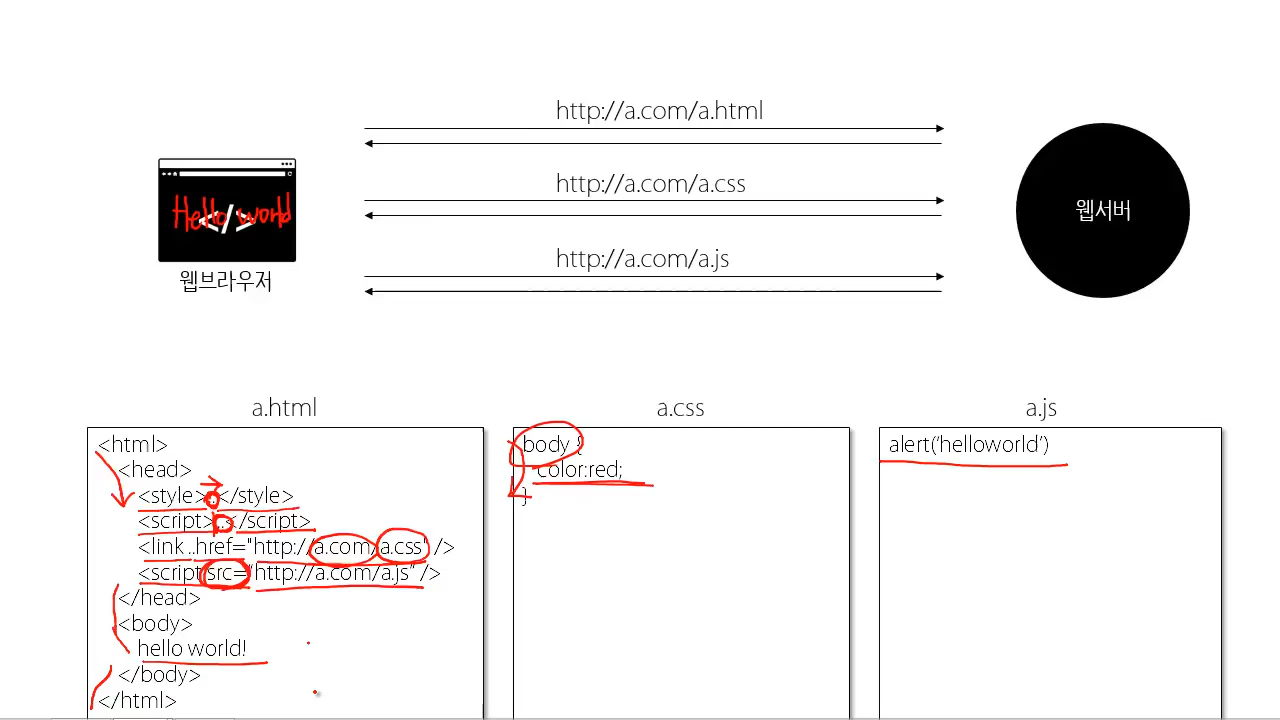 http://a.com/a.html
http://a.com/a.css
http://a.com/a.js
Hello world
</>
웹브라우저
웹서버
a.html
<html>
<head>
<style>..</style>
<script>..</script>
<link ..href="http://a.com/a.css" />
<script src="http://a.com/a.js" />
</head>
<body>
hello world!
</body>
</html>
a.css
body {
color:red;
}
a.js
alert(‘helloworld’)